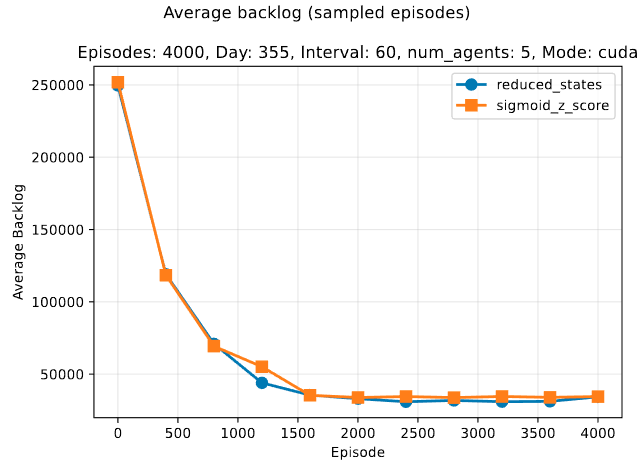 Average backlog (sampled episodes)
Episodes: 4000, Day: 355, Interval: 60, num_agents: 5, Mode: cuda
reduced_states
sigmoid_z_score
Average Backlog
250000
200000
150000
100000
50000
0 500 1000 1500 2000 2500 3000 3500 4000
Episode